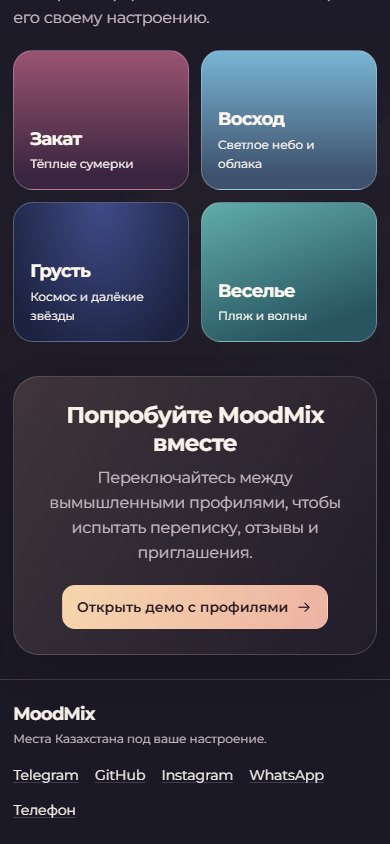 его своему настроению.
Закат
Тёплые сумерки
Восход
Светлое небо и
облака
Грусть
Космос и далёкие
звёзды
Веселье
Пляж и волны
Попробуйте MoodMix
вместе
Переключайтесь между
вымышленными профилями, чтобы
испытать переписку, отзывы и
приглашения.
Открыть демо с профилями →
MoodMix
Места Казахстана под ваше настроение.
Telegram GitHub Instagram WhatsApp
Телефон